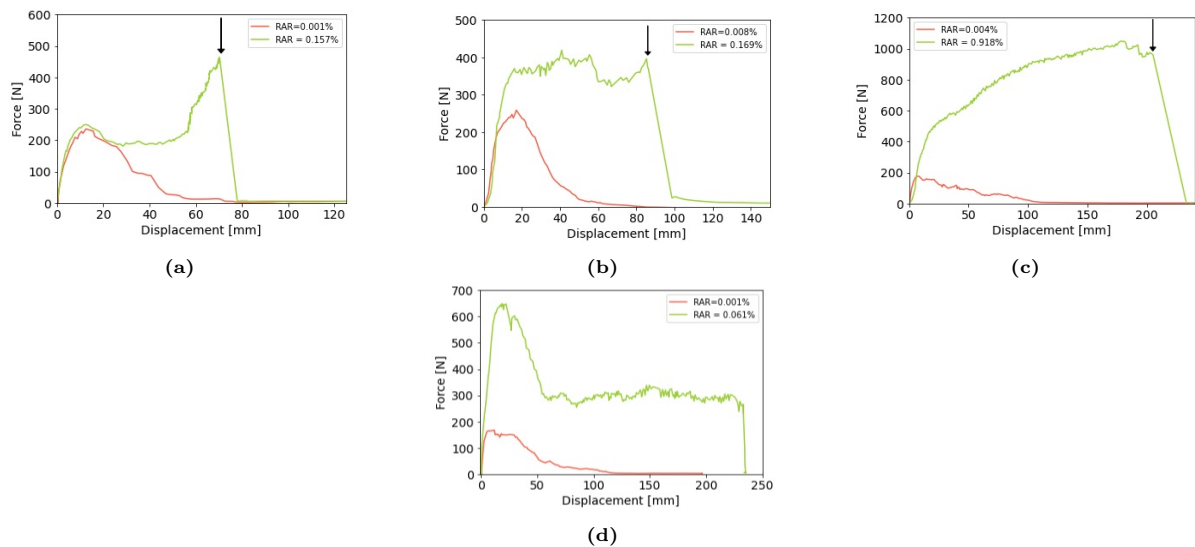 600
500
400
300
200
100
0
Force [N]
RAR=0.001%
RAR = 0.157%
0 20 40 60 80 100 120
Displacement [mm]
(a)
500
400
300
200
100
0
Force [N]
RAR=0.008%
RAR = 0.169%
0 20 40 60 80 100 120 140
Displacement [mm]
(b)
1200
1000
800
600
400
200
0
Force [N]
RAR=0.004%
RAR = 0.918%
0 50 100 150 200
Displacement [mm]
(c)
700
600
500
400
300
200
100
0
Force [N]
RAR=0.001%
RAR = 0.061%
0 50 100 150 200 250
Displacement [mm]
(d)